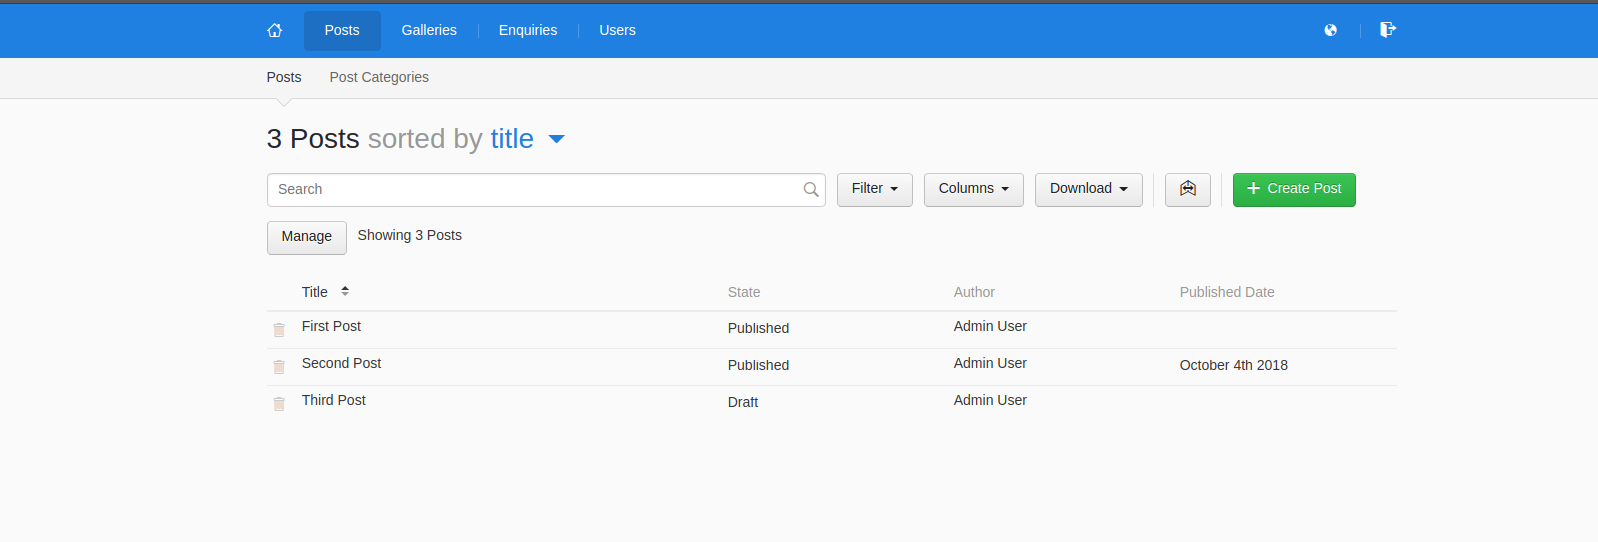 Posts Galleries Enquiries Users
Posts Post Categories
3 Posts sorted by title
Search Filter Columns Download Create Post
Manage Showing 3 Posts
Title State Author Published Date
First Post Published Admin User
Second Post Published Admin User October 4th 2018
Third Post Draft Admin User